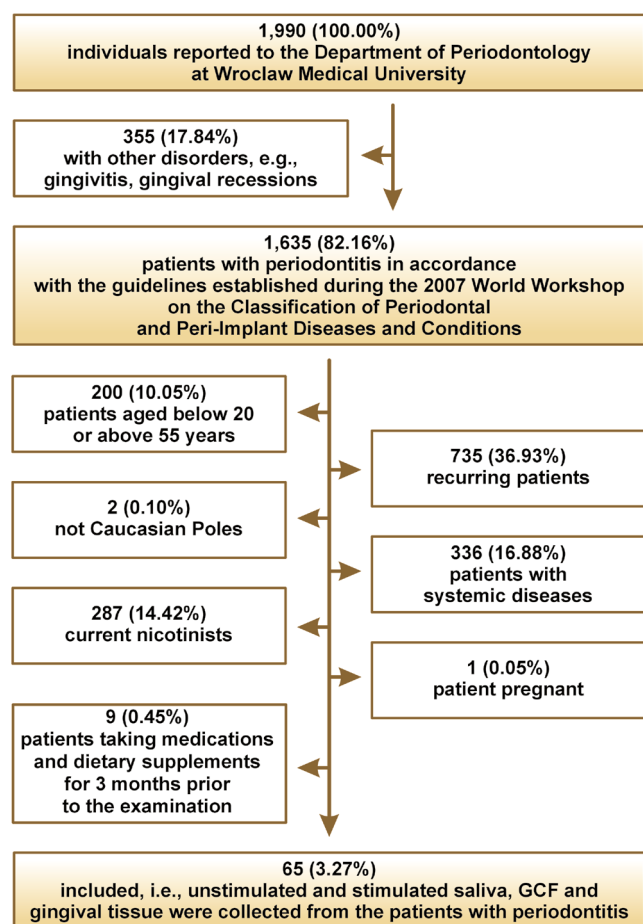 1,990 (100.00%)
individuals reported to the Department of Periodontology
at Wroclaw Medical University
355 (17.84%)
with other disorders, e.g.,
gingivitis, gingival recessions
1,635 (82.16%)
patients with periodontitis in accordance
with the guidelines established during the 2007 World Workshop
on the Classification of Periodontal
and Peri-Implant Diseases and Conditions
200 (10.05%)
patients aged below 20
or above 55 years
735 (36.93%)
recurring patients
2 (0.10%)
not Caucasian Poles
336 (16.88%)
patients with
systemic diseases
287 (14.42%)
current nicotinists
1 (0.05%)
patient pregnant
9 (0.45%)
patients taking medications
and dietary supplements
for 3 months prior
to the examination
65 (3.27%)
included, i.e., unstimulated and stimulated saliva, GCF and
gingival tissue were collected from the patients with periodontitis